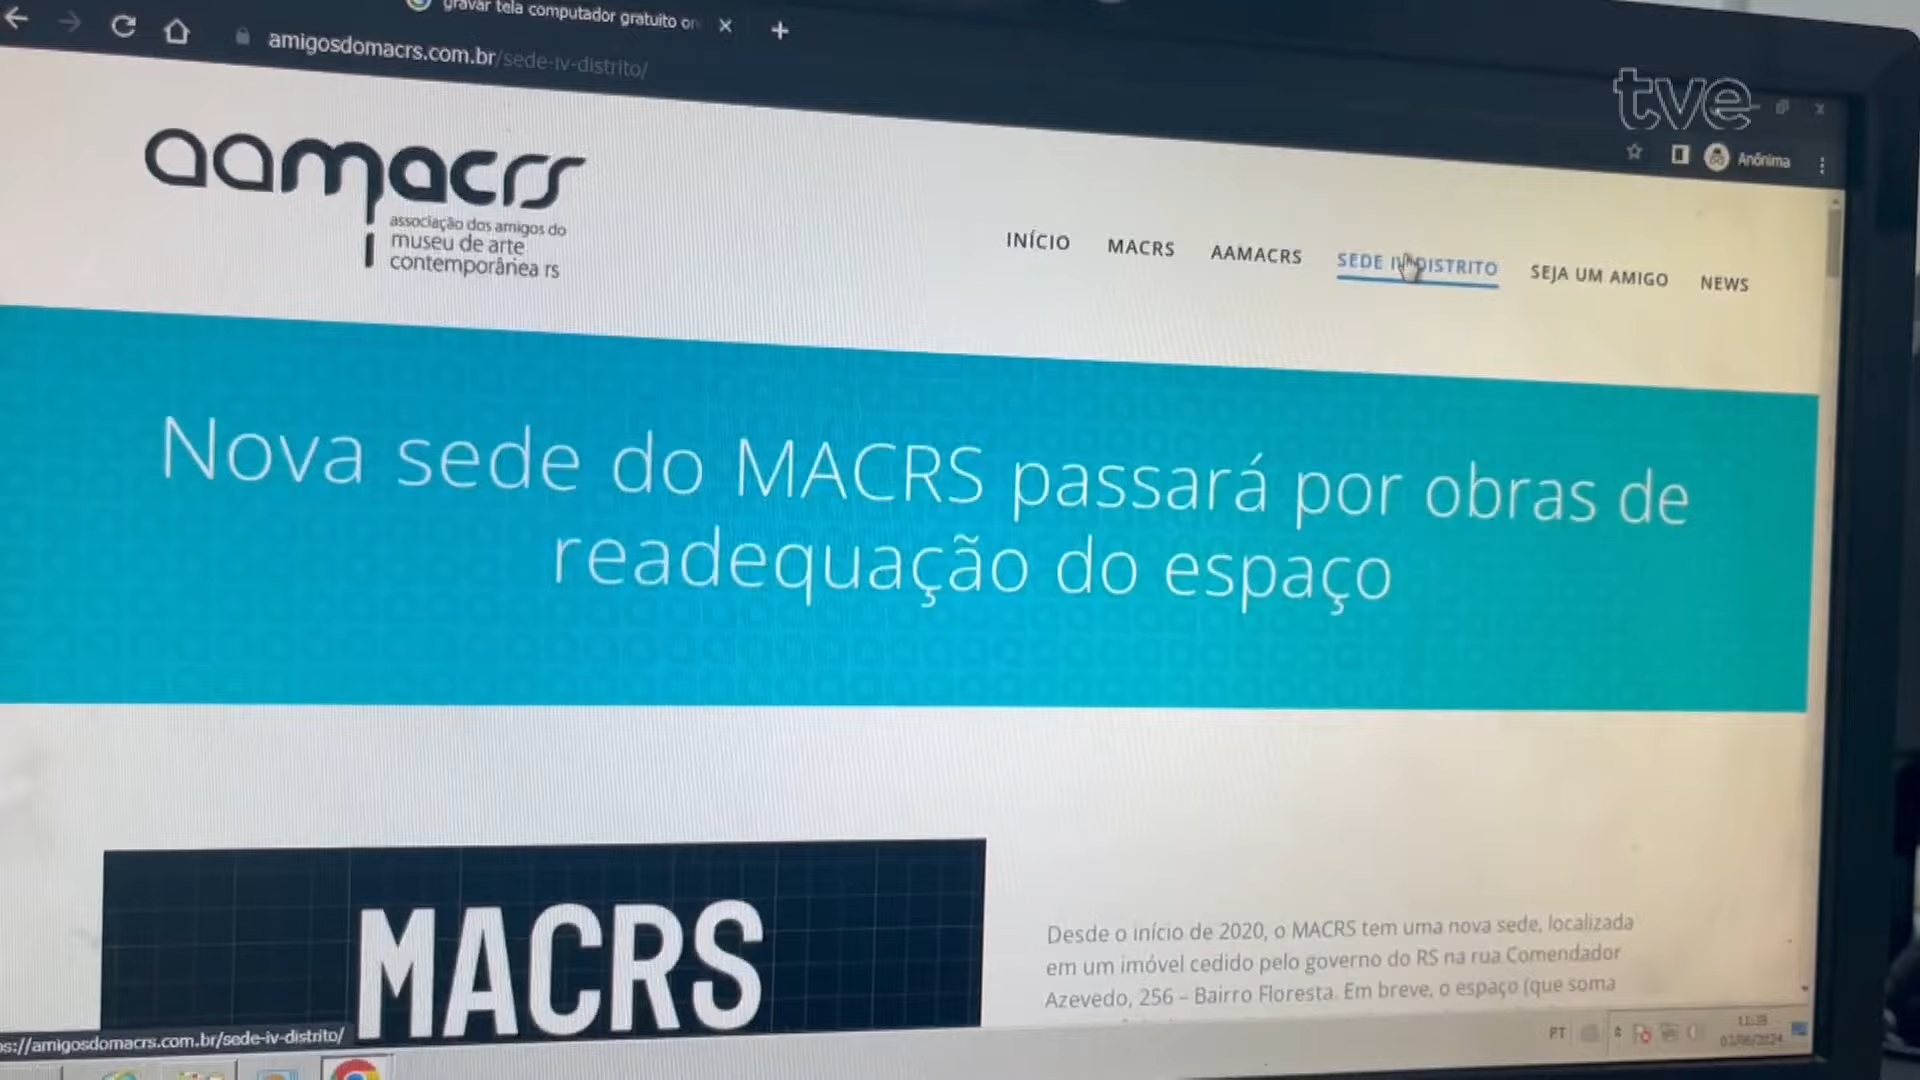 gravar tela computador gratuito on
amigosdomacrs.com.br/sede-iv-distrito/
tve
Anônima
aamacrs
associação dos amigos do
museu de arte
contemporânea rs
INÍCIO MACRS AAMACRS SEDE IV DISTRITO SEJA UM AMIGO NEWS
Nova sede do MACRS passará por obras de
readequação do espaço
MACRS
Desde o início de 2020, o MACRS tem uma nova sede, localizada
em um imóvel cedido pelo governo do RS na rua Comendador
Azevedo, 256 – Bairro Floresta. Em breve, o espaço (que soma
ps://amigosdomacrs.com.br/sede-iv-distrito/
PT